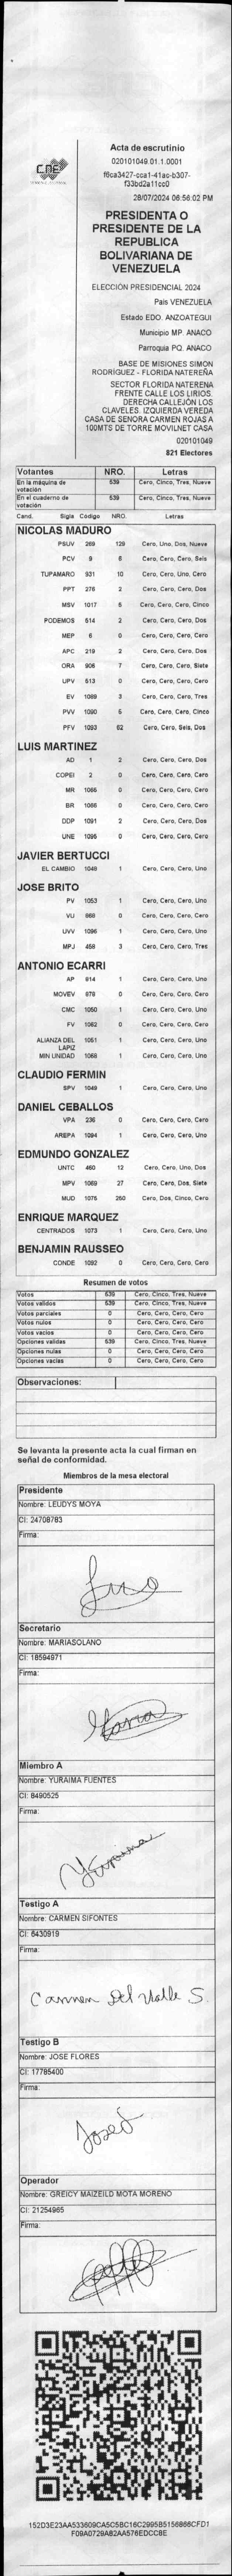 CNE
Acta de escrutinio
020101049.01.1.0001
f6ca3427-cca1-41ac-b307-
f33bd2a11cc0
28/07/2024 06:56:02 PM
PRESIDENTA O
PRESIDENTE DE LA
REPUBLICA
BOLIVARIANA DE
VENEZUELA
ELECCIÓN PRESIDENCIAL 2024
País VENEZUELA
Estado EDO. ANZOATEGUI
Municipio MP. ANACO
Parroquia PQ. ANACO
BASE DE MISIONES SIMON
RODRÍGUEZ - FLORIDA NATEREÑA
SECTOR FLORIDA NATERENA
FRENTE CALLE LOS LIRIOS.
DERECHA CALLEJÓN LOS
CLAVELES. IZQUIERDA VEREDA
CASA DE SENORA CARMEN ROJAS A
100MTS DE TORRE MOVILNET CASA
020101049
821 Electores
Votantes NRO. Letras
En la máquina de votación 539 Cero, Cinco, Tres, Nueve
En el cuaderno de votación 539 Cero, Cinco, Tres, Nueve
Cand. Sigla Código NRO. Letras
NICOLAS MADURO
PSUV 269 129 Cero, Uno, Dos, Nueve
PCV 9 6 Cero, Cero, Cero, Seis
TUPAMARO 931 10 Cero, Cero, Uno, Cero
PPT 276 2 Cero, Cero, Cero, Dos
MSV 1017 5 Cero, Cero, Cero, Cinco
PODEMOS 514 2 Cero, Cero, Cero, Dos
MEP 6 0 Cero, Cero, Cero, Cero
APC 219 2 Cero, Cero, Cero, Dos
ORA 906 7 Cero, Cero, Cero, Siete
UPV 513 0 Cero, Cero, Cero, Cero
EV 1089 3 Cero, Cero, Cero, Tres
PVV 1090 5 Cero, Cero, Cero, Cinco
PFV 1093 62 Cero, Cero, Seis, Dos
LUIS MARTINEZ
AD 1 2 Cero, Cero, Cero, Dos
COPEI 2 0 Cero, Cero, Cero, Cero
MR 1065 0 Cero, Cero, Cero, Cero
BR 1066 0 Cero, Cero, Cero, Cero
DDP 1091 2 Cero, Cero, Cero, Dos
UNE 1095 0 Cero, Cero, Cero, Cero
JAVIER BERTUCCI
EL CAMBIO 1048 1 Cero, Cero, Cero, Uno
JOSE BRITO
PV 1053 1 Cero, Cero, Cero, Uno
VU 968 0 Cero, Cero, Cero, Cero
UVV 1096 1 Cero, Cero, Cero, Uno
MPJ 458 3 Cero, Cero, Cero, Tres
ANTONIO ECARRI
AP 814 1 Cero, Cero, Cero, Uno
MOVEV 879 0 Cero, Cero, Cero, Cero
CMC 1050 1 Cero, Cero, Cero, Uno
FV 1082 0 Cero, Cero, Cero, Cero
ALIANZA DEL LAPIZ 1051 1 Cero, Cero, Cero, Uno
MIN UNIDAD 1068 1 Cero, Cero, Cero, Uno
CLAUDIO FERMIN
SPV 1049 1 Cero, Cero, Cero, Uno
DANIEL CEBALLOS
VPA 236 0 Cero, Cero, Cero, Cero
AREPA 1094 1 Cero, Cero, Cero, Uno
EDMUNDO GONZALEZ
UNTC 460 12 Cero, Cero, Uno, Dos
MPV 1069 27 Cero, Cero, Dos, Siete
MUD 1076 250 Cero, Dos, Cinco, Cero
ENRIQUE MARQUEZ
CENTRADOS 1073 1 Cero, Cero, Cero, Uno
BENJAMIN RAUSSEO
CONDE 1092 0 Cero, Cero, Cero, Cero
Resumen de votos
Votos 539 Cero, Cinco, Tres, Nueve
Votos validos 539 Cero, Cinco, Tres, Nueve
Votos parciales 0 Cero, Cero, Cero, Cero
Votos nulos 0 Cero, Cero, Cero, Cero
Votos vacios 0 Cero, Cero, Cero, Cero
Opciones validas 539 Cero, Cinco, Tres, Nueve
Opciones nulas 0 Cero, Cero, Cero, Cero
Opciones vacias 0 Cero, Cero, Cero, Cero
Observaciones:
Se levanta la presente acta la cual firman en
señal de conformidad.
Miembros de la mesa electoral
Presidente
Nombre: LEUDYS MOYA
CI: 24708783
Firma:
Secretario
Nombre: MARIASOLANO
CI: 18594971
Firma:
Maria
Miembro A
Nombre: YURAIMA FUENTES
CI: 8490525
Firma:
Yuraima
Testigo A
Nombre: CARMEN SIFONTES
CI: 6430919
Firma:
Carmen Del Valle S.
Testigo B
Nombre: JOSE FLORES
CI: 17785400
Firma:
José
Operador
Nombre: GREICY MAIZEILD MOTA MORENO
CI: 21254965
Firma:
152D3E23AA533609CA5C5BC16C2995B5156866CFD1
F09A0729A82AA576EDCC8E